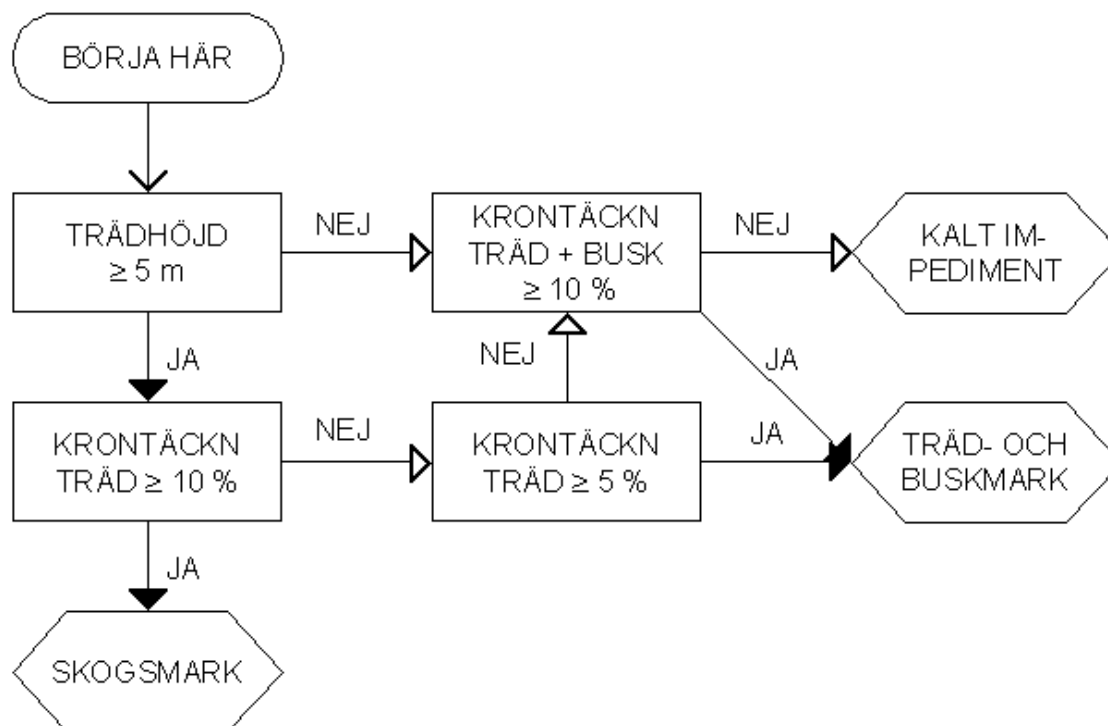 BÖRJA HÄR
TRÄDHÖJD
≥ 5 m
NEJ
KRONTÄCKN
TRÄD + BUSK
≥ 10 %
NEJ
KALT IM-
PEDIMENT
JA
NEJ
JA
KRONTÄCKN
TRÄD ≥ 10 %
NEJ
KRONTÄCKN
TRÄD ≥ 5 %
JA
TRÄD- OCH
BUSKMARK
JA
SKOGSMARK